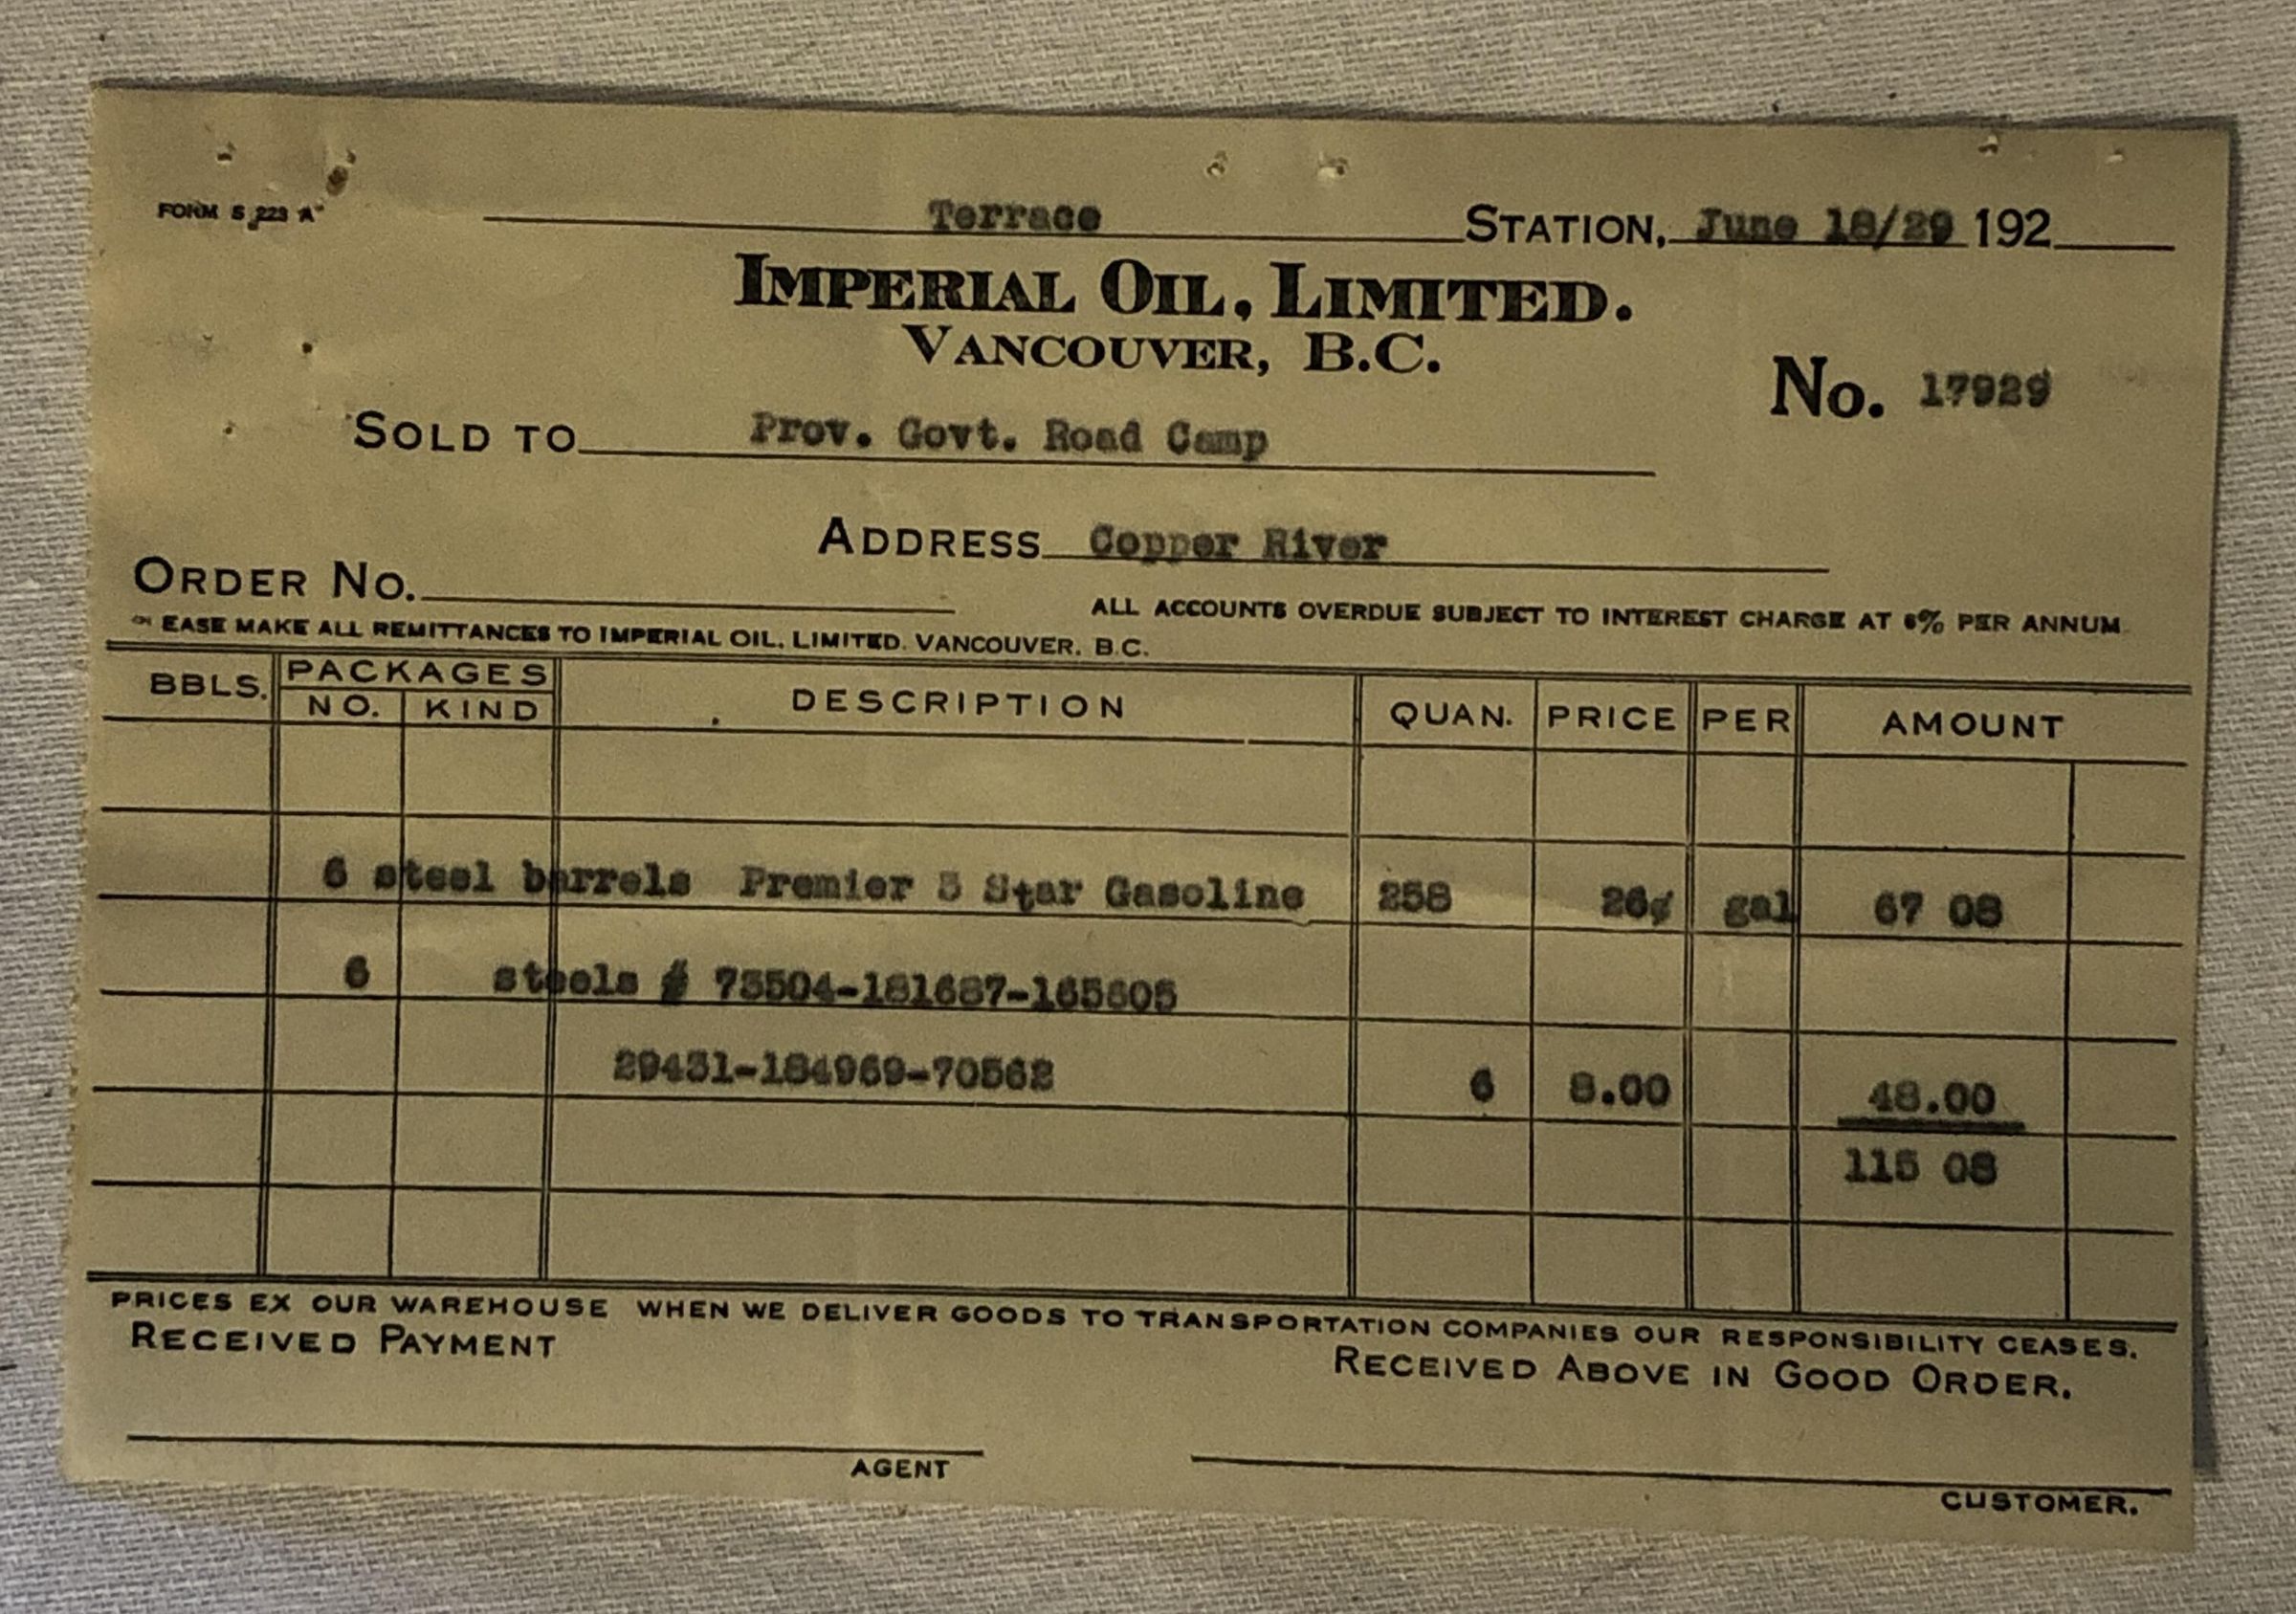 FORM S 223 A
Terrace STATION, June 18/29 192
IMPERIAL OIL, LIMITED.
VANCOUVER, B.C.
No. 17929
SOLD TO Prov. Govt. Road Camp
ADDRESS Copper River
ORDER No.
ALL ACCOUNTS OVERDUE SUBJECT TO INTEREST CHARGE AT 6% PER ANNUM
EASE MAKE ALL REMITTANCES TO IMPERIAL OIL, LIMITED. VANCOUVER, B.C.
BBLS. PACKAGES DESCRIPTION QUAN. PRICE PER AMOUNT
NO. KIND
6 steel barrels Premier 3 Star Gasoline 258 26¢ gal 67 08
6 steels # 73504-181687-165605
29431-184969-70562 6 8.00 48.00
115 08
PRICES EX OUR WAREHOUSE WHEN WE DELIVER GOODS TO TRANSPORTATION COMPANIES OUR RESPONSIBILITY CEASES.
RECEIVED PAYMENT
RECEIVED ABOVE IN GOOD ORDER.
AGENT
CUSTOMER.